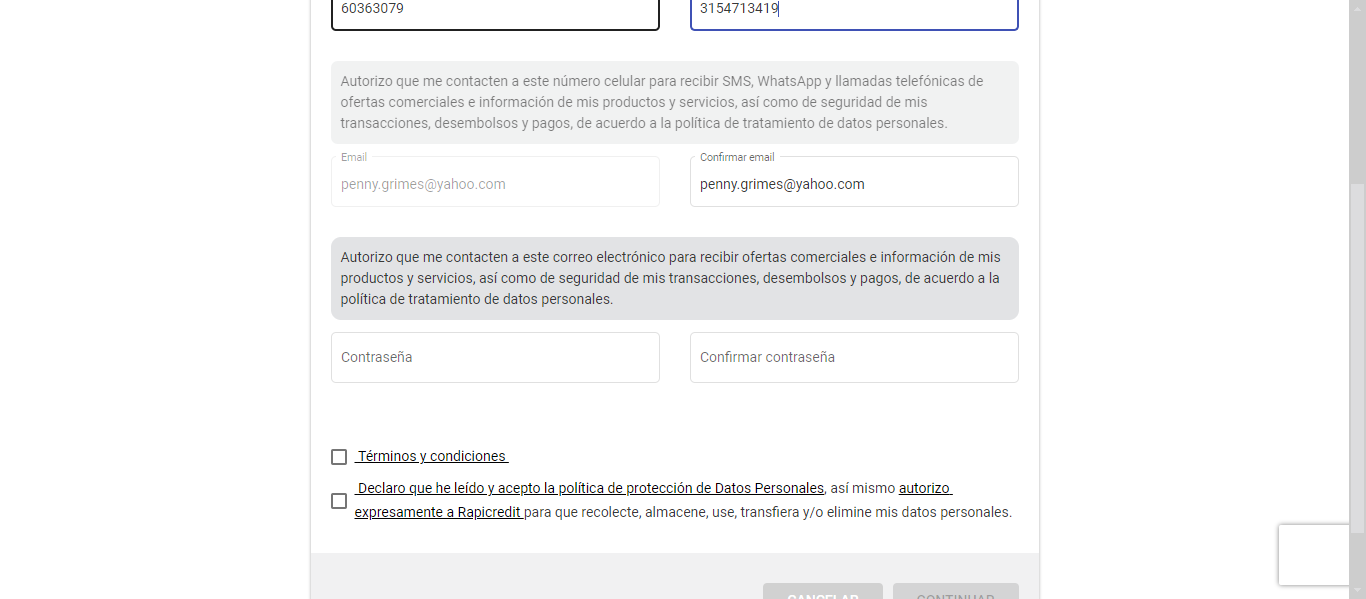 60363079
3154713419
Autorizo que me contacten a este número celular para recibir SMS, WhatsApp y llamadas telefónicas de
ofertas comerciales e información de mis productos y servicios, así como de seguridad de mis
transacciones, desembolsos y pagos, de acuerdo a la política de tratamiento de datos personales.
Email
penny.grimes@yahoo.com
Confirmar email
penny.grimes@yahoo.com
Autorizo que me contacten a este correo electrónico para recibir ofertas comerciales e información de mis
productos y servicios, así como de seguridad de mis transacciones, desembolsos y pagos, de acuerdo a la
política de tratamiento de datos personales.
Contraseña
Confirmar contraseña
Términos y condiciones
Declaro que he leído y acepto la política de protección de Datos Personales, así mismo autorizo
expresamente a Rapicredit para que recolecte, almacene, use, transfiera y/o elimine mis datos personales.
CANCELAR
CONTINUAR